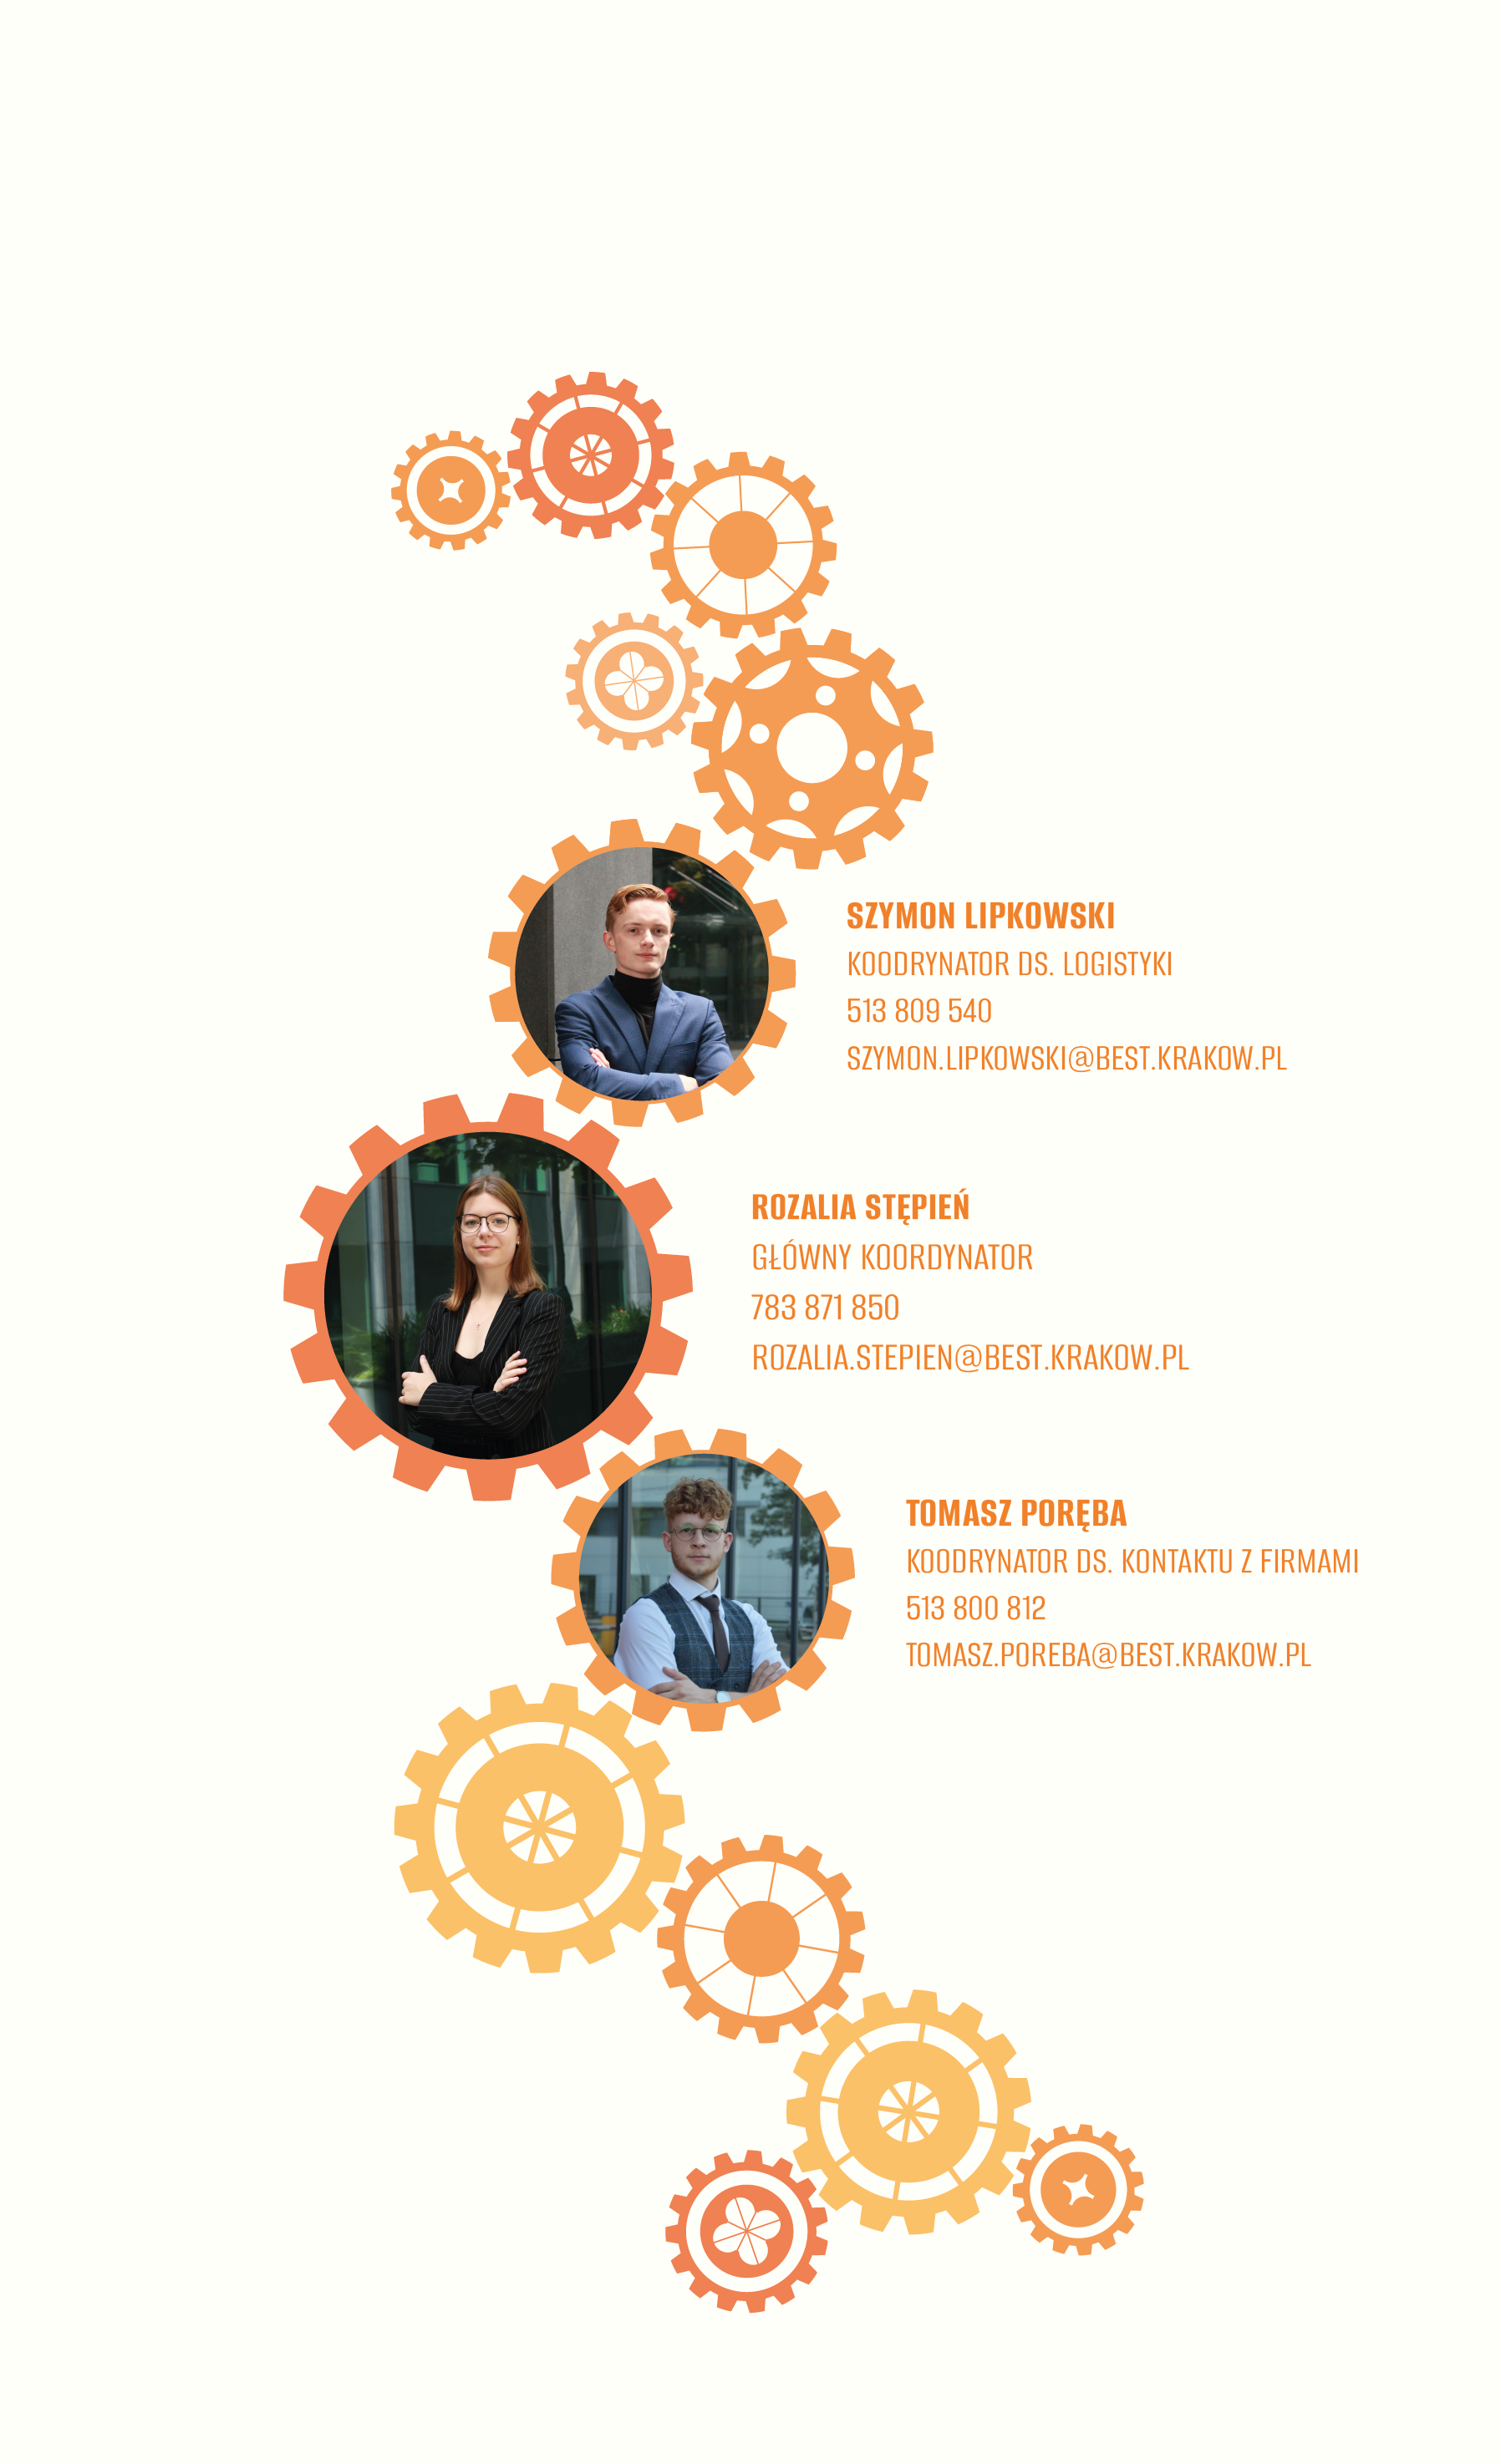 SZYMON LIPKOWSKI
KOODRYNATOR DS. LOGISTYKI
513 809 540
SZYMON.LIPKOWSKI@BEST.KRAKOW.PL
ROZALIA STĘPIEŃ
GŁÓWNY KOORDYNATOR
783 871 850
ROZALIA.STEPIEN@BEST.KRAKOW.PL
TOMASZ PORĘBA
KOODRYNATOR DS. KONTAKTU Z FIRMAMI
513 800 812
TOMASZ.POREBA@BEST.KRAKOW.PL